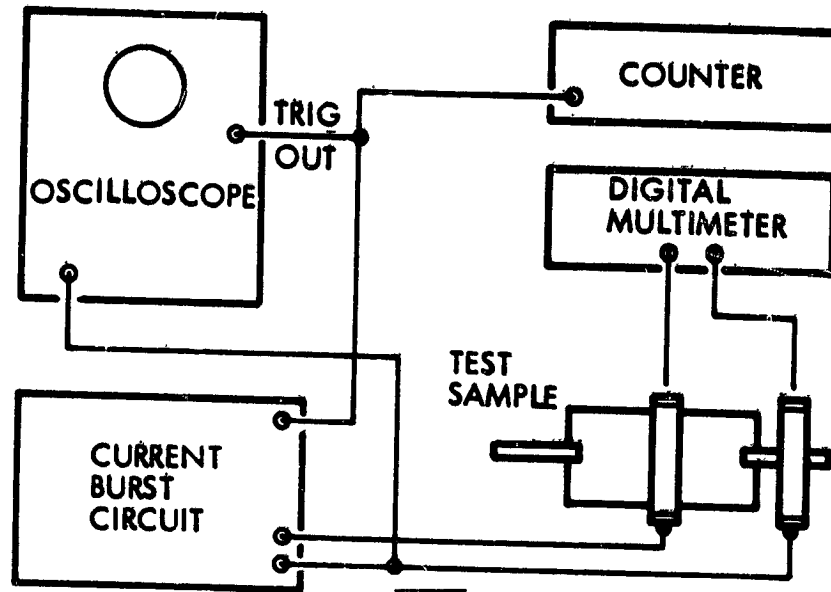 TRIG
OUT
OSCILLOSCOPE
COUNTER
DIGITAL
MULTIMETER
TEST
SAMPLE
CURRENT
BURST
CIRCUIT